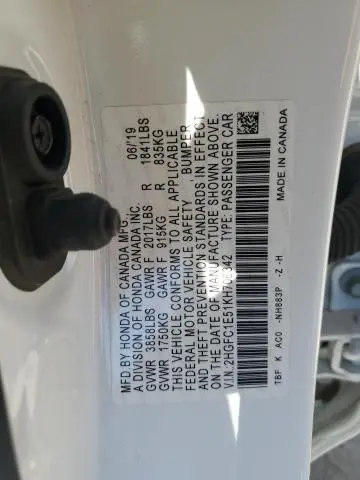 MFD. BY HONDA OF CANADA MFG., 06/19
A DIVISION OF HONDA CANADA INC.
GVWR 3858LBS GAWR F 2017LBS R 1841LBS
GVWR 1750KG GAWR F 915KG R 835KG
THIS VEHICLE CONFORMS TO ALL APPLICABLE
FEDERAL MOTOR VEHICLE SAFETY , BUMPER
AND THEFT PREVENTION STANDARDS IN EFFECT
ON THE DATE OF MANUFACTURE SHOWN ABOVE.
V.I.N.: TYPE: PASSENGER CAR
TBF K AC0 -NH883P -Z -H MADE IN CANADA